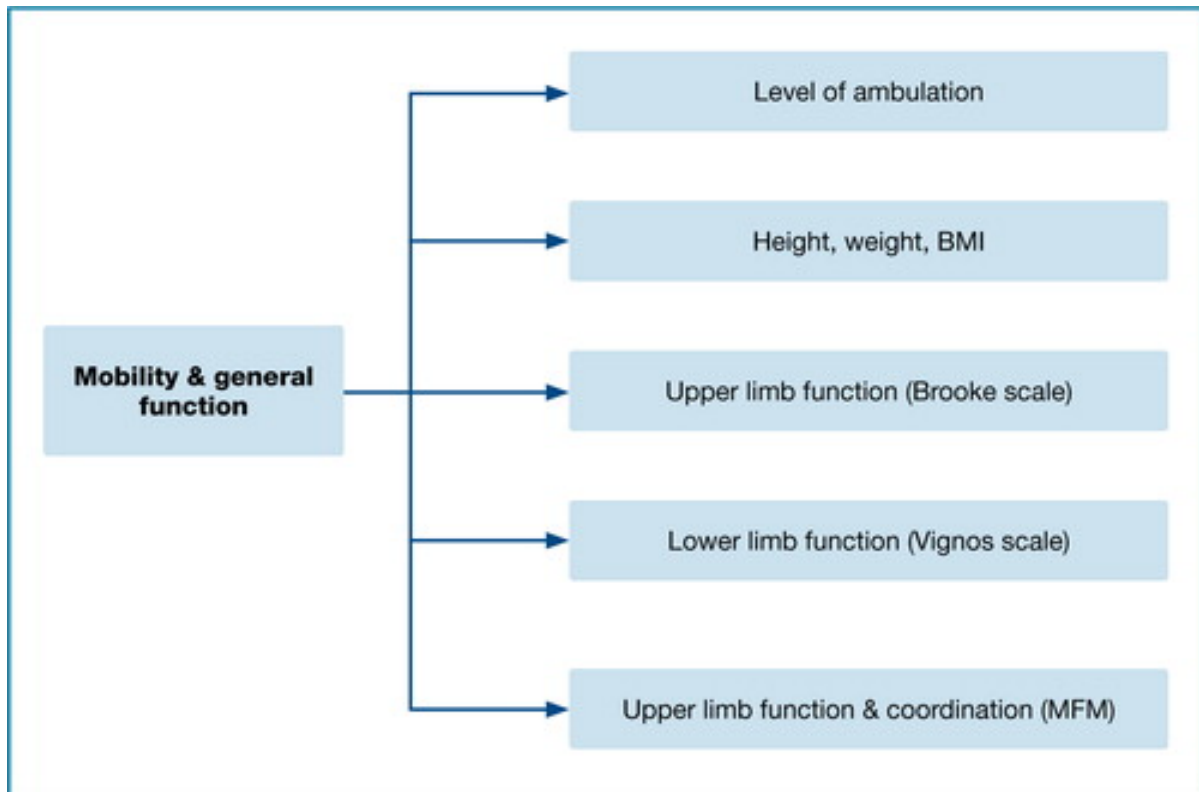 Level of ambulation
Height, weight, BMI
Mobility & general
function
Upper limb function (Brooke scale)
Lower limb function (Vignos scale)
Upper limb function & coordination (MFM)